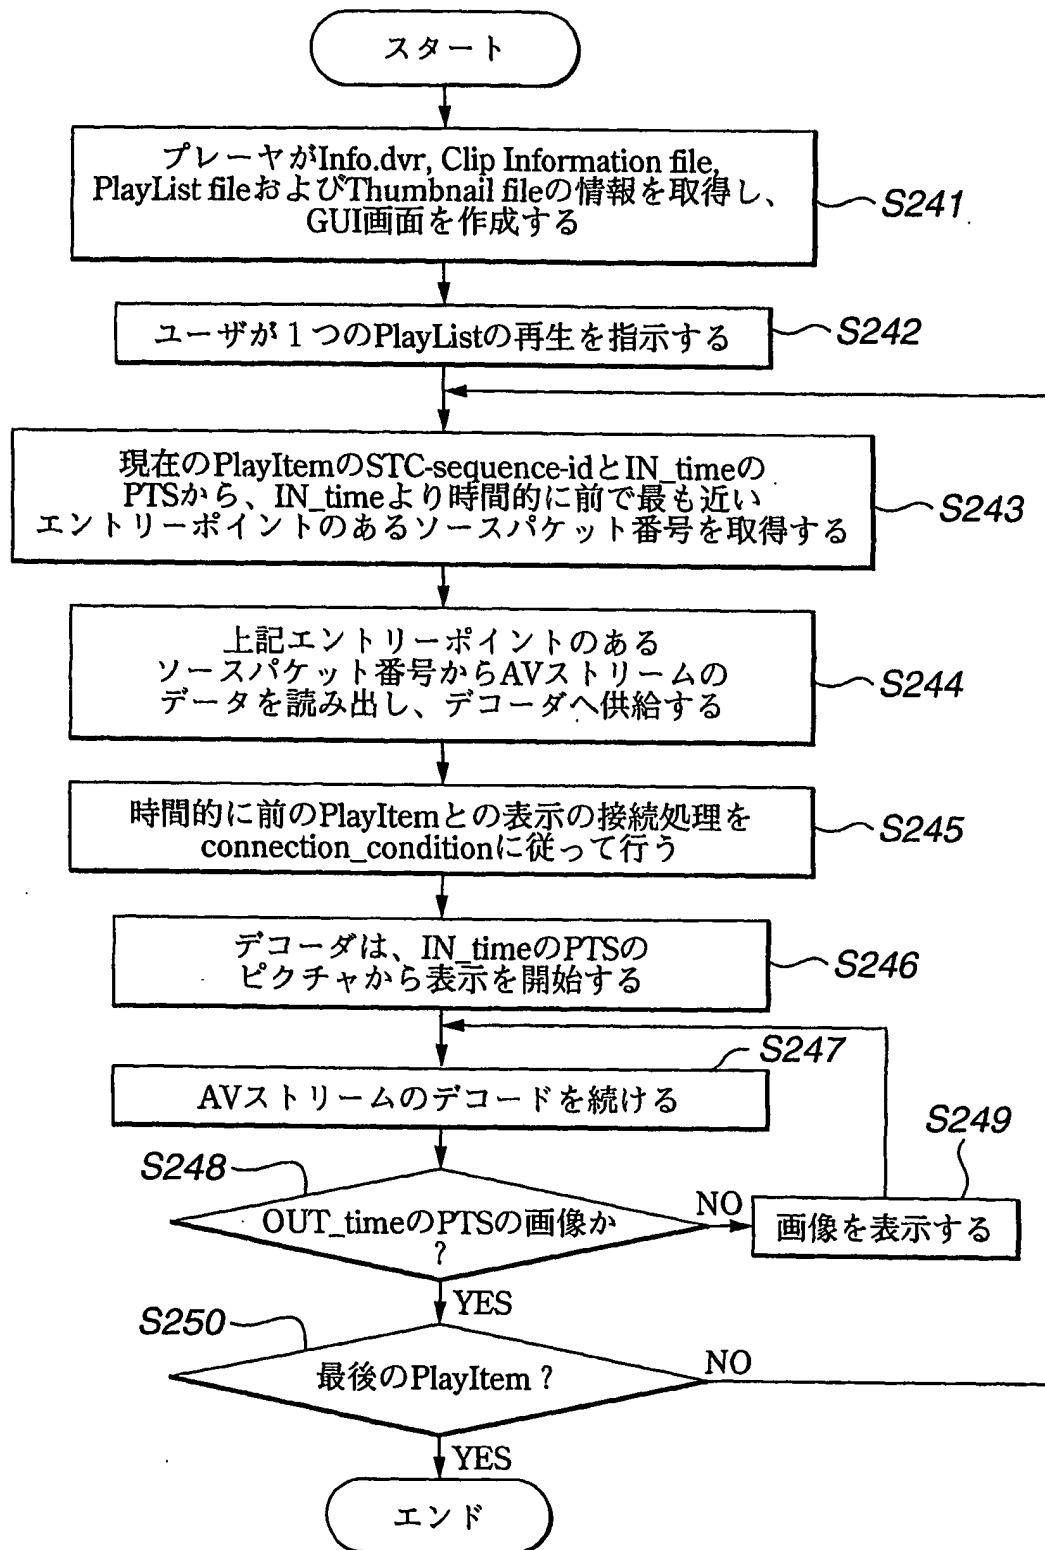 スタート
プレーヤがInfo.dvr, Clip Information file,
PlayList fileおよびThumbnail fileの情報を取得し、
GUI画面を作成する
S241
ユーザが１つのPlayListの再生を指示する
S242
現在のPlayItemのSTC-sequence-idとIN_timeの
PTSから、IN_timeより時間的に前で最も近い
エントリーポイントのあるソースパケット番号を取得する
S243
上記エントリーポイントのある
ソースパケット番号からAVストリームの
データを読み出し、デコーダへ供給する
S244
時間的に前のPlayItemとの表示の接続処理を
connection_conditionに従って行う
S245
デコーダは、IN_timeのPTSの
ピクチャから表示を開始する
S246
S247
AVストリームのデコードを続ける
S249
S248
OUT_timeのPTSの画像か
?
NO
画像を表示する
YES
S250
最後のPlayItem ?
NO
YES
エンド